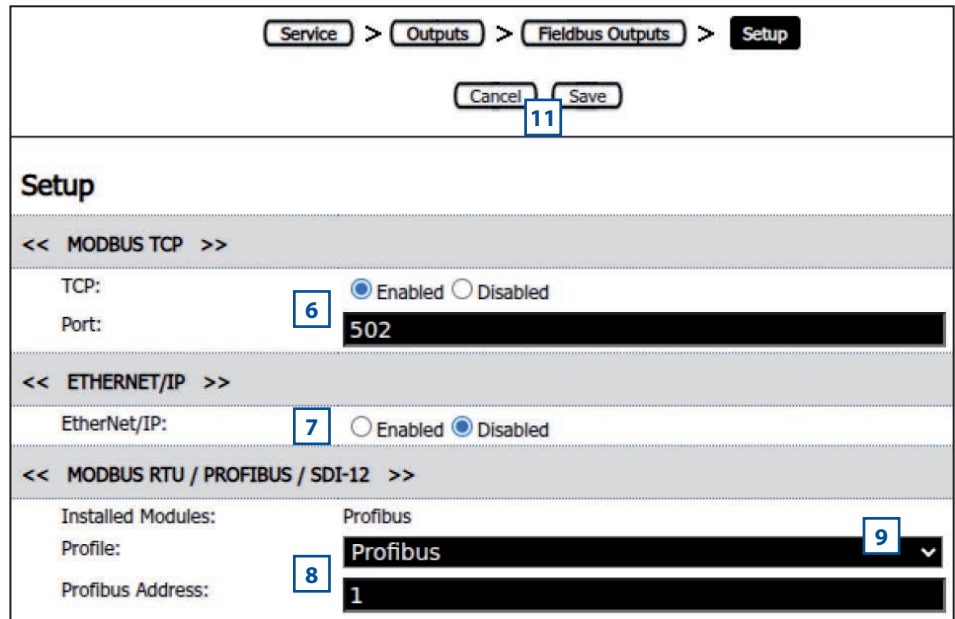 Service > Outputs > Fieldbus Outputs > Setup
Cancel Save
11
Setup
<< MODBUS TCP >>
TCP: Enabled Disabled
6
Port: 502
<< ETHERNET/IP >>
EtherNet/IP: 7 Enabled Disabled
<< MODBUS RTU / PROFIBUS / SDI-12 >>
Installed Modules: Profibus
Profile: Profibus 9
8
Profibus Address: 1